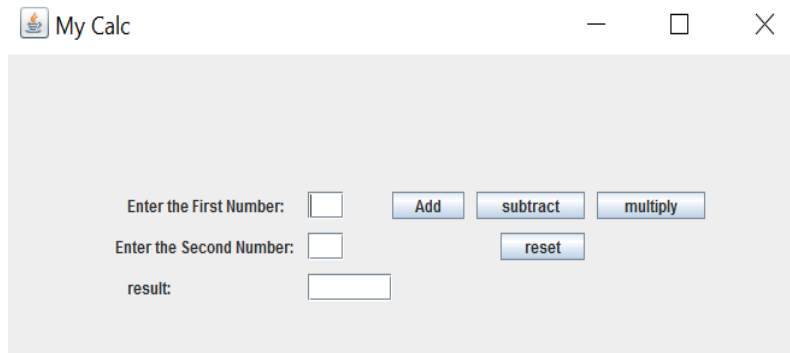 My Calc
Enter the First Number: Add subtract multiply
Enter the Second Number: reset
result: